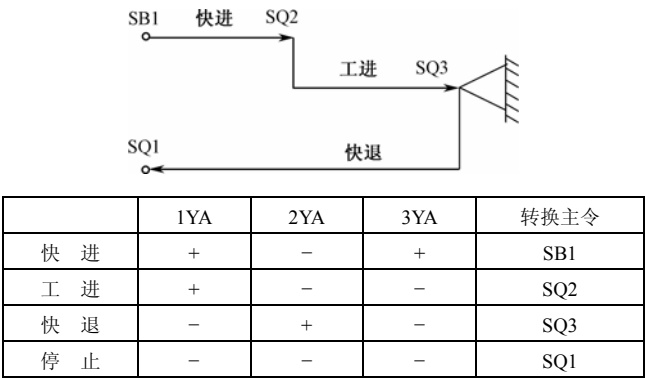 SB1 快进 SQ2
工进 SQ3
SQ1 快退
1YA 2YA 3YA 转换主令
快 进 + − + SB1
工 进 + − − SQ2
快 退 − + − SQ3
停 止 − − − SQ1